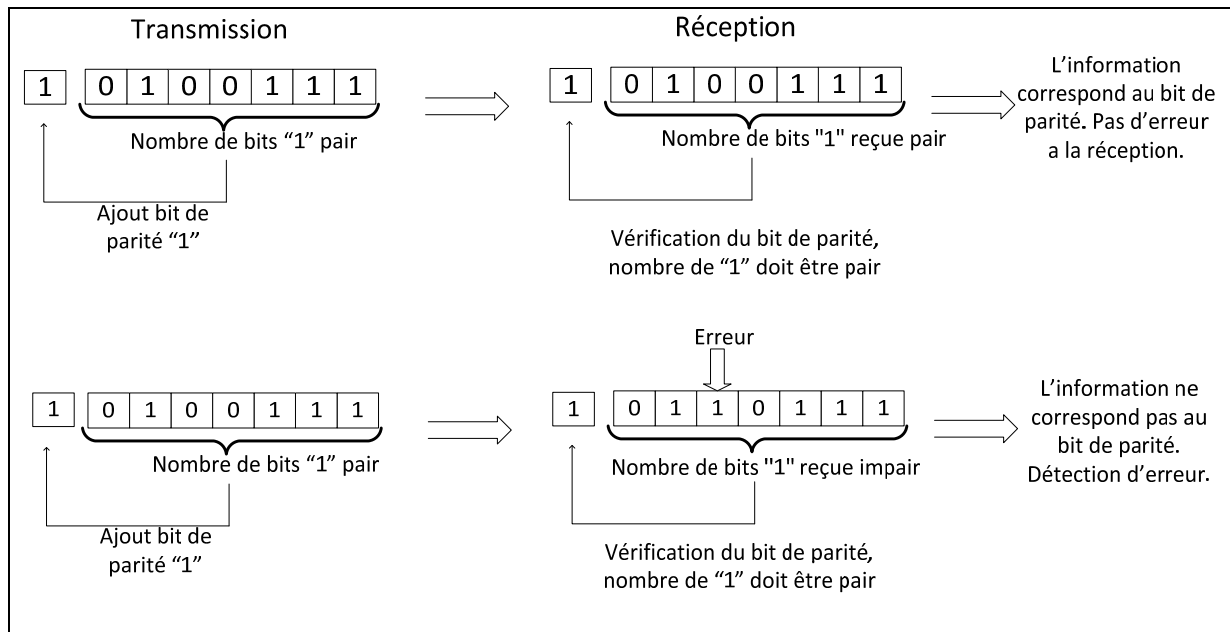 Transmission
Réception
1 0 1 0 0 1 1 1
Nombre de bits “1” pair
Ajout bit de
parité “1”
1 0 1 0 0 1 1 1
Nombre de bits "1" reçue pair
Vérification du bit de parité,
nombre de “1” doit être pair
L’information
correspond au bit de
parité. Pas d’erreur
a la réception.
1 0 1 0 0 1 1 1
Nombre de bits “1” pair
Ajout bit de
parité “1”
Erreur
1 0 1 1 0 1 1 1
Nombre de bits "1" reçue impair
Vérification du bit de parité,
nombre de “1” doit être pair
L’information ne
correspond pas au
bit de parité.
Détection d’erreur.